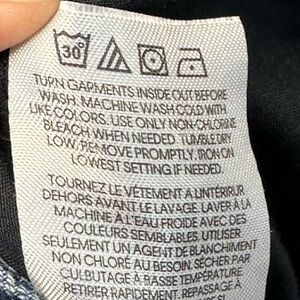 30°
TURN GARMENTS INSIDE OUT BEFORE
WASH. MACHINE WASH COLD WITH
LIKE COLORS. USE ONLY NON-CHLORINE
BLEACH WHEN NEEDED. TUMBLE DRY
LOW, REMOVE PROMPTLY, IRON ON
LOWEST SETTING IF NEEDED.
TOURNEZ LE VÊTEMENT À L'INTÉRIUR
DEHORS AVANT LE LAVAGE. LAVER À LA
MACHINE À L'EAU FROIDE AVEC DES
COULEURS SEMBLABLES. UTILISER
SEULEMENT UN AGENT DE BLANCHIMENT
NON CHLORÉ AU BESOIN. SÉCHER PAR
CULBUTAGE À BASSE TEMPÉRATURE
RETIRER RAPIDEMENT. REPASSAGE À